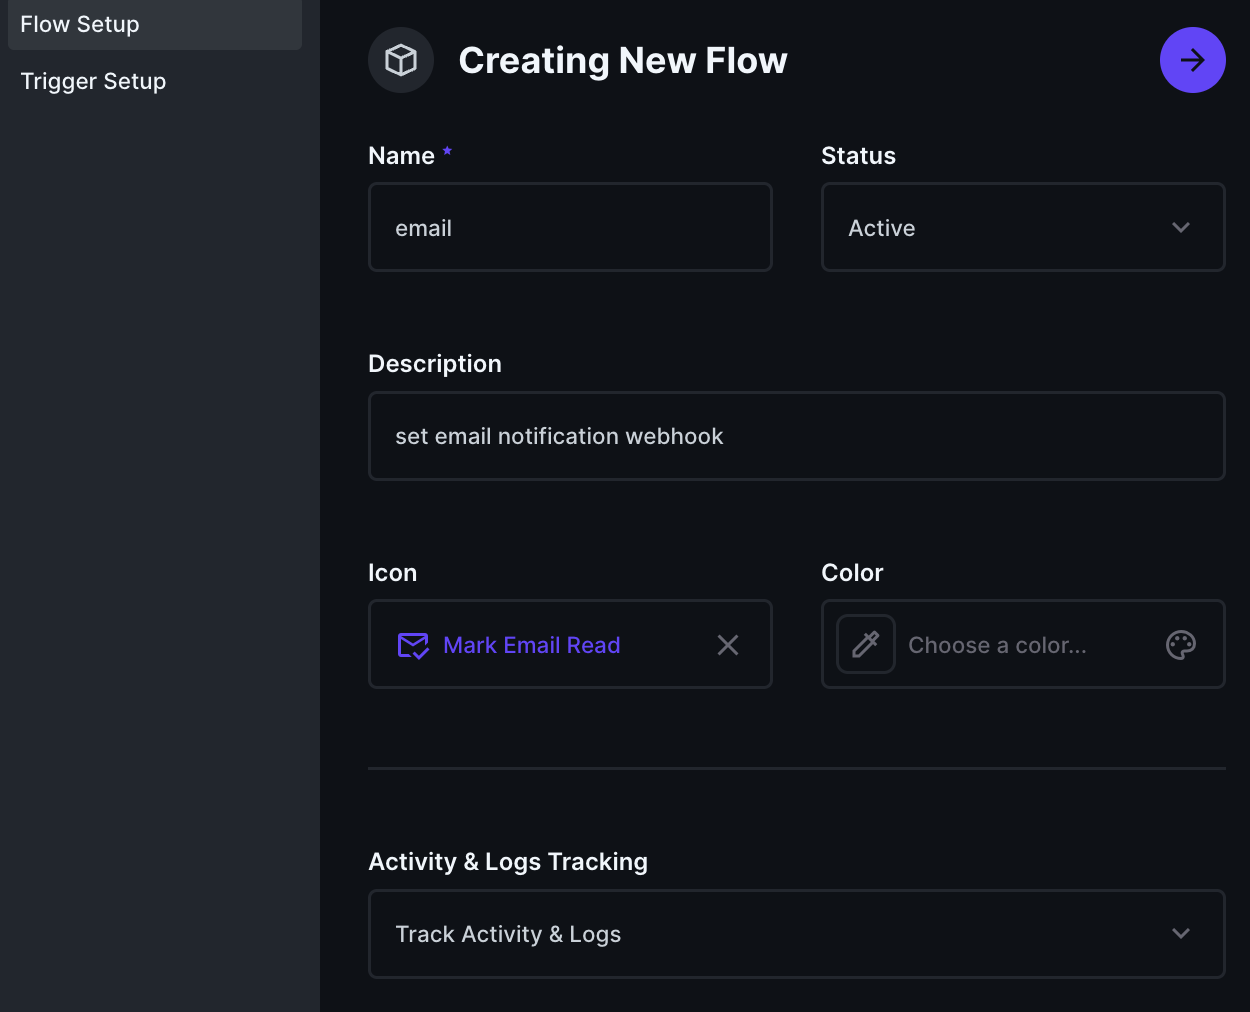 Flow Setup
Trigger Setup
Creating New Flow
Name *
Status
email
Active
Description
set email notification webhook
Icon
Color
Mark Email Read
Choose a color...
Activity & Logs Tracking
Track Activity & Logs